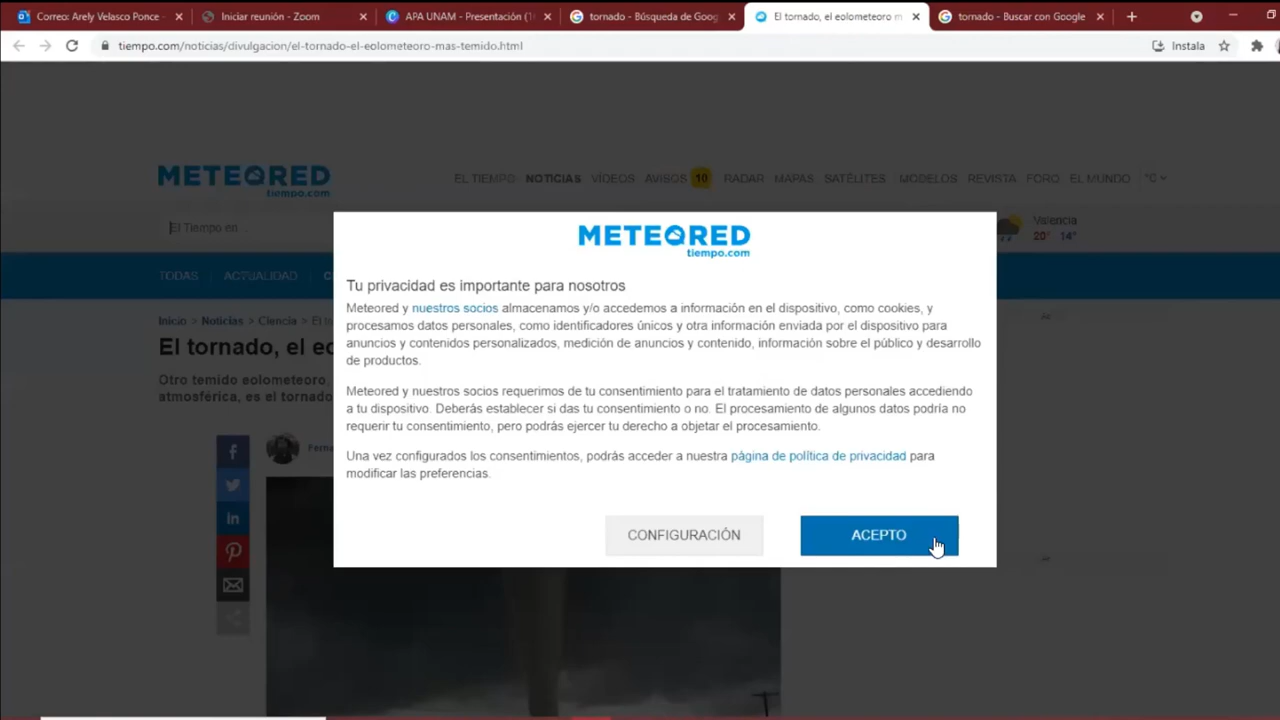 Correo: Arely Velasco Ponce
Iniciar reunión - Zoom
APA UNAM - Presentación (1
tornado - Búsqueda de Goog
El tornado, el eolometeoro m
tornado - Buscar con Google
tiempo.com/noticias/divulgacion/el-tornado-el-eolometeoro-mas-temido.html
Instala
METEORED
tiempo.com
EL TIEMPO NOTICIAS VÍDEOS AVISOS 10 RADAR MAPAS SATÉLITES MODELOS REVISTA FORO EL MUNDO °C
El Tiempo en ...
Valencia
20° 14°
TODAS ACTUALIDAD
Inicio > Noticias > Ciencia >
El tornado, el
Otro temido eolometeoro
atmosférica, es el tornado
METEORED
tiempo.com
Tu privacidad es importante para nosotros
Meteored y nuestros socios almacenamos y/o accedemos a información en el dispositivo, como cookies, y
procesamos datos personales, como identificadores únicos y otra información enviada por el dispositivo para
anuncios y contenidos personalizados, medición de anuncios y contenido, información sobre el público y desarrollo
de productos.
Meteored y nuestros socios requerimos de tu consentimiento para el tratamiento de datos personales accediendo
a tu dispositivo. Deberás establecer si das tu consentimiento o no. El procesamiento de algunos datos podría no
requerir tu consentimiento, pero podrás ejercer tu derecho a objetar el procesamiento.
Una vez configurados los consentimientos, podrás acceder a nuestra página de política de privacidad para
modificar las preferencias.
CONFIGURACIÓN
ACEPTO